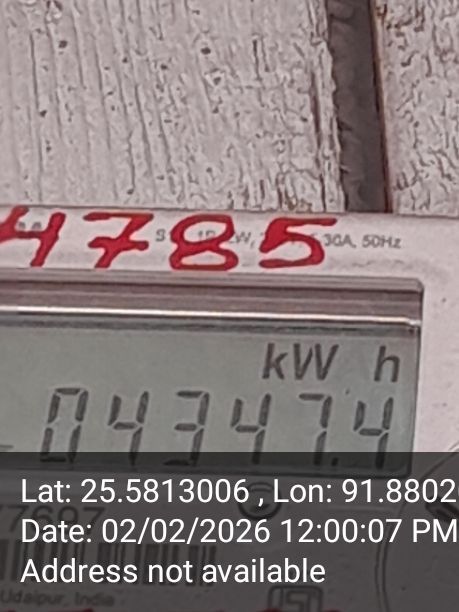 4785
30A, 50Hz
kW h
04347.4
Lat: 25.5813006 , Lon: 91.8802
Date: 02/02/2026 12:00:07 PM
Address not available
Udaipur, India